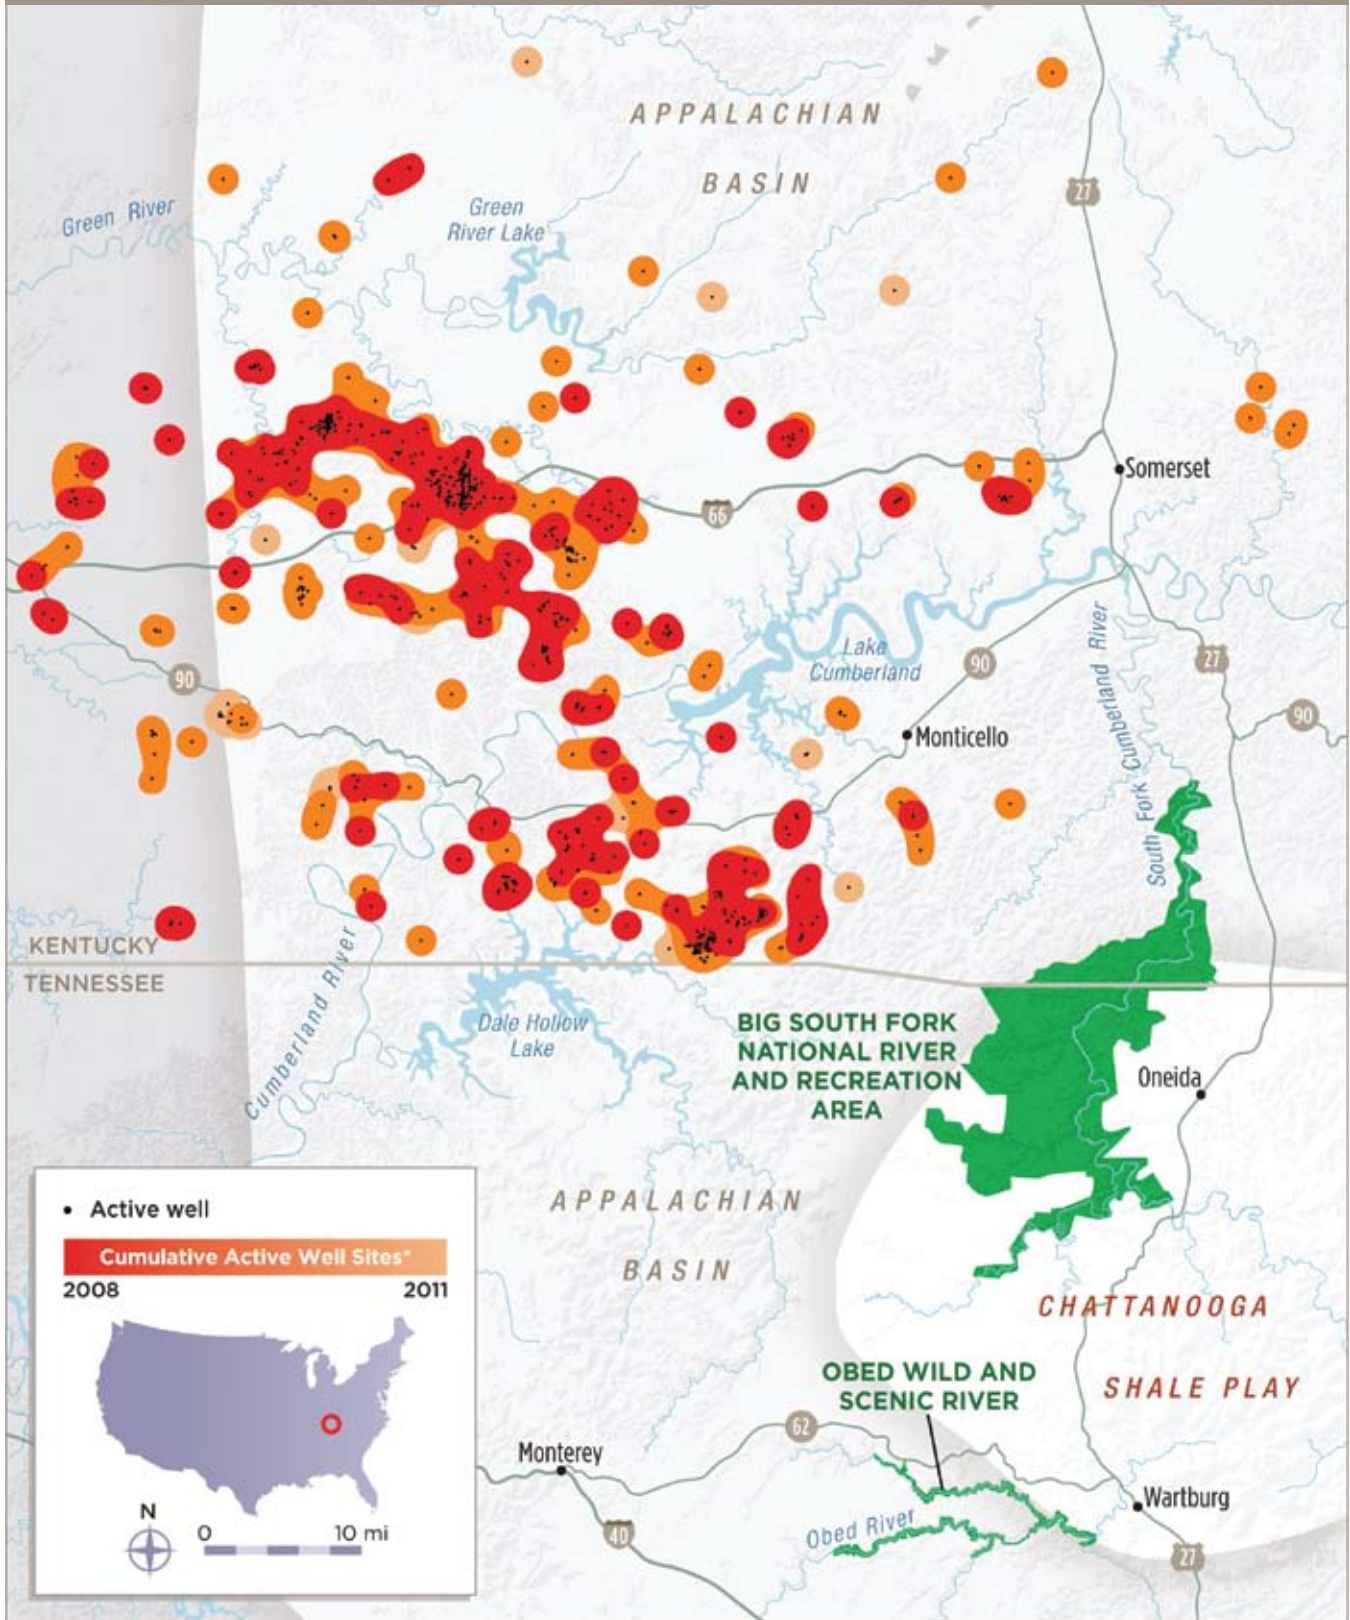 APPALACHIAN
BASIN
27
Green River
Green
River Lake
Somerset
66
Lake
Cumberland
90
South Fork Cumberland River
27
90
90
Monticello
KENTUCKY
TENNESSEE
Cumberland River
Dale Hollow
Lake
BIG SOUTH FORK
NATIONAL RIVER
AND RECREATION
AREA
Oneida
• Active well
Cumulative Active Well Sites*
2008 2011
N
0 10 mi
APPALACHIAN
BASIN
CHATTANOOGA
SHALE PLAY
OBED WILD AND
SCENIC RIVER
62
Monterey
Wartburg
Obed River
40
27